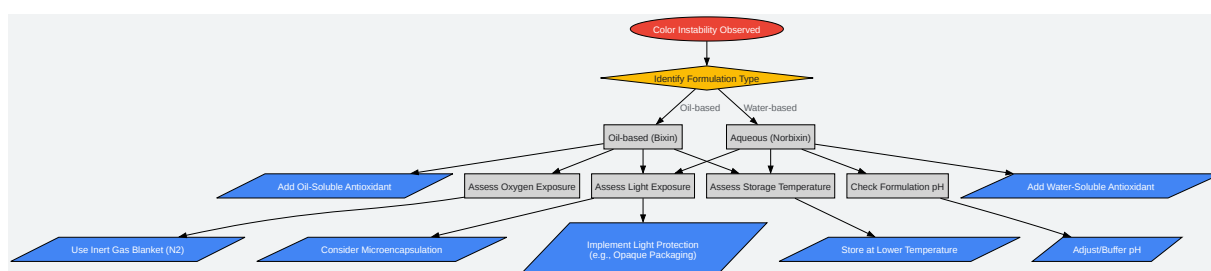 Color Instability Observed
Identify Formulation Type
Oil-based
Water-based
Oil-based (Bixin)
Aqueous (Norbixin)
Add Oil-Soluble Antioxidant
Assess Oxygen Exposure
Assess Light Exposure
Assess Storage Temperature
Check Formulation pH
Add Water-Soluble Antioxidant
Use Inert Gas Blanket (N2)
Consider Microencapsulation
Implement Light Protection
(e.g., Opaque Packaging)
Store at Lower Temperature
Adjust/Buffer pH